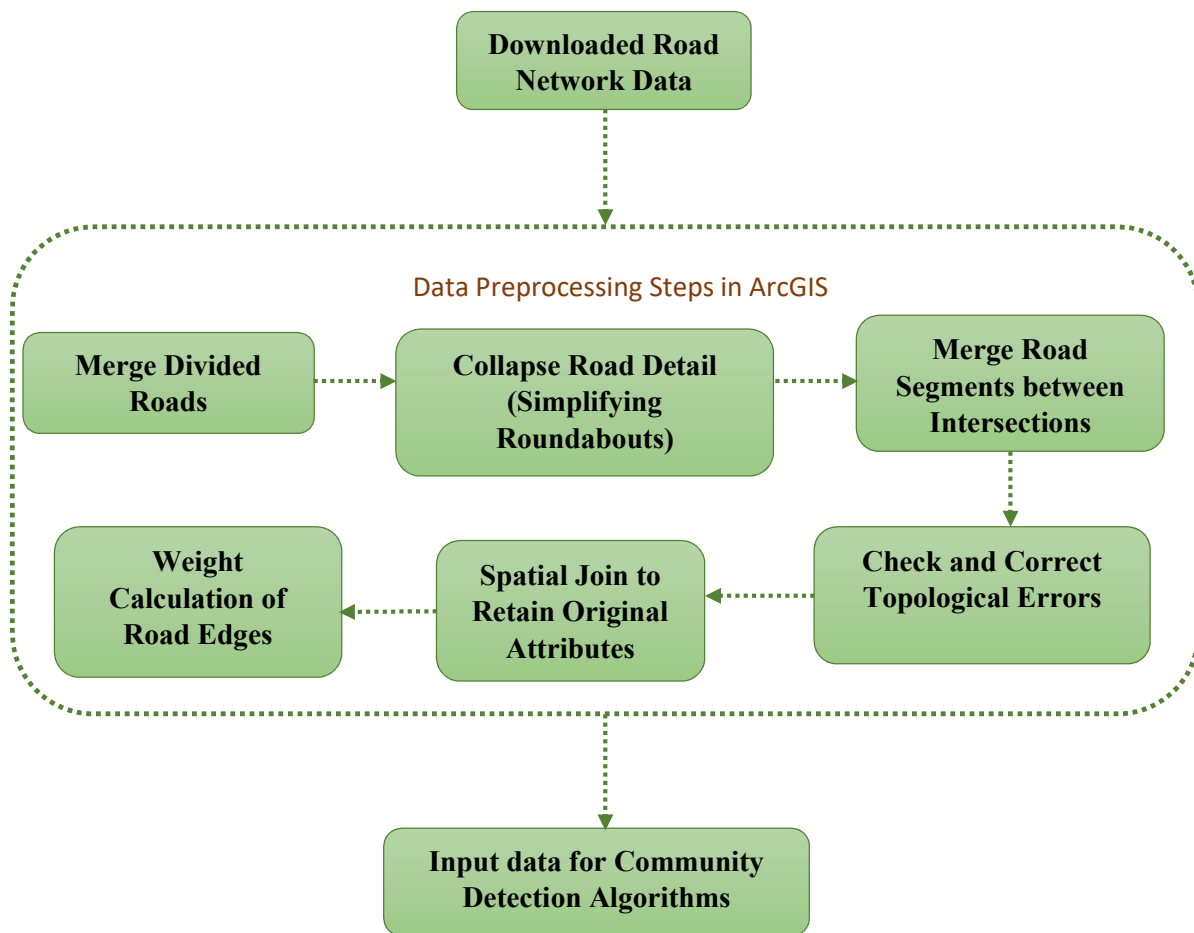 Downloaded Road
Network Data
Data Preprocessing Steps in ArcGIS
Merge Divided
Roads
Collapse Road Detail
(Simplifying
Roundabouts)
Merge Road
Segments between
Intersections
Check and Correct
Topological Errors
Spatial Join to
Retain Original
Attributes
Weight
Calculation of
Road Edges
Input data for Community
Detection Algorithms